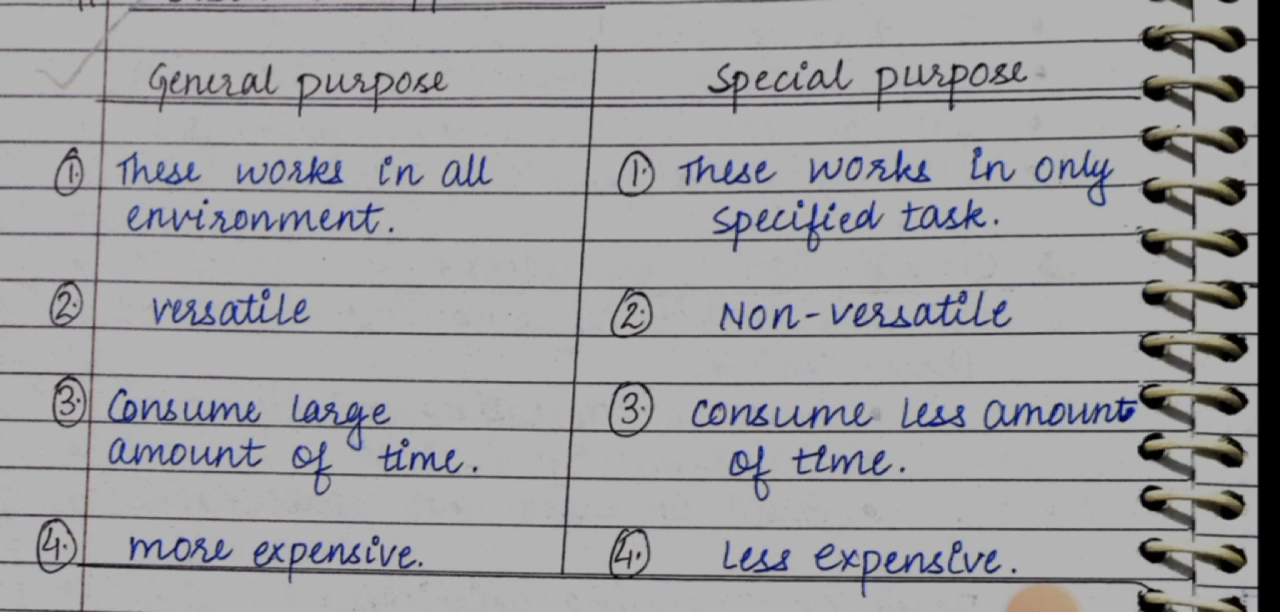 General purpose
Special purpose
1. These works in all
environment.
1. These works in only
specified task.
2. versatile
2. Non-versatile
3. Consume large
amount of time.
3. consume less amount
of time.
4. more expensive.
4. Less expensive.